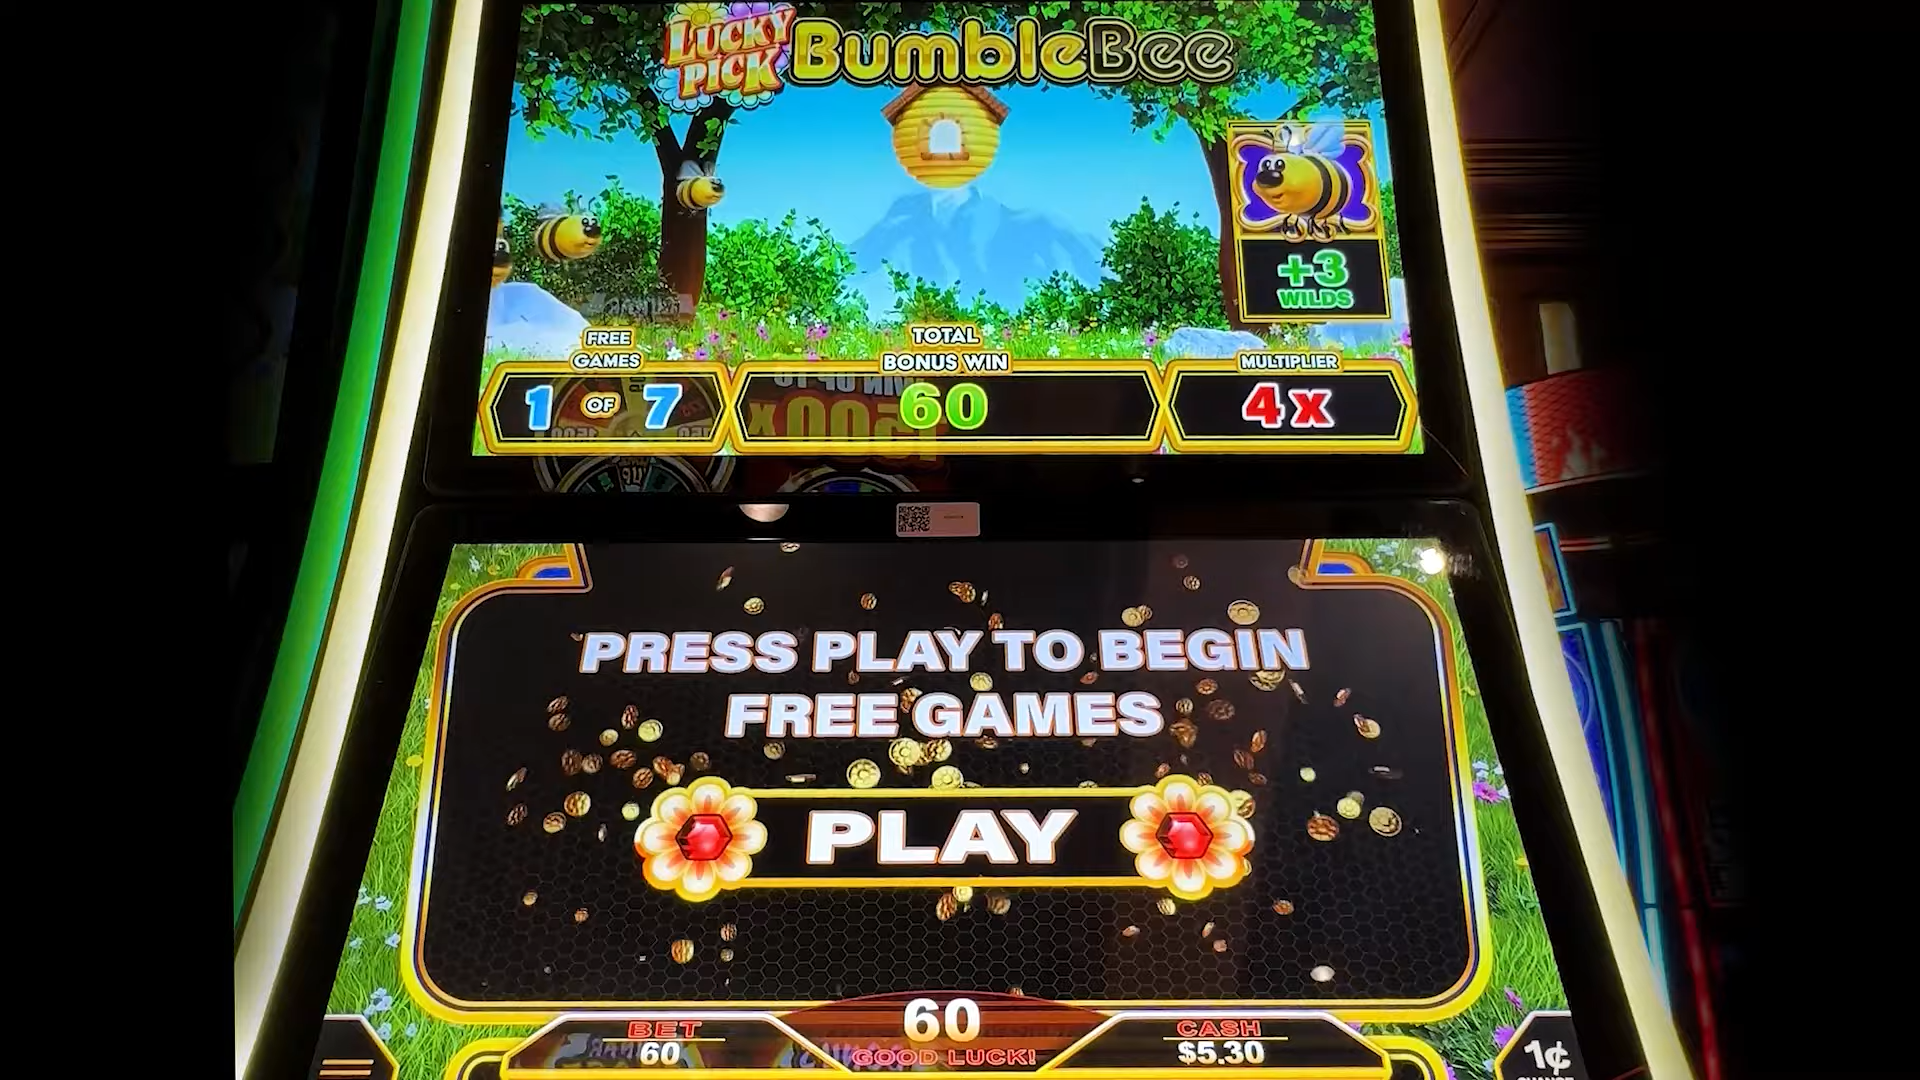 LUCKY
PICK
BumbleBee
+3
WILDS
FREE
GAMES
1 OF 7
TOTAL
BONUS WIN
60
MULTIPLIER
4x
PRESS PLAY TO BEGIN
FREE GAMES
PLAY
BET
60
60
GOOD LUCK!
CASH
$5.30
1¢